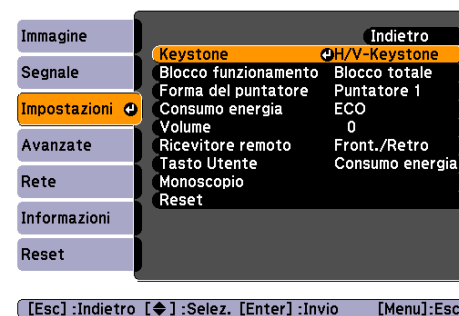 Immagine
Segnale
Impostazioni
Avanzate
Rete
Informazioni
Reset
Indietro
Keystone H/V-Keystone
Blocco funzionamento Blocco totale
Forma del puntatore Puntatore 1
Consumo energia ECO
Volume 0
Ricevitore remoto Front./Retro
Tasto Utente Consumo energia
Monoscopio
Reset
[Esc] :Indietro [◆] :Selez. [Enter] :Invio [Menu]:Esc